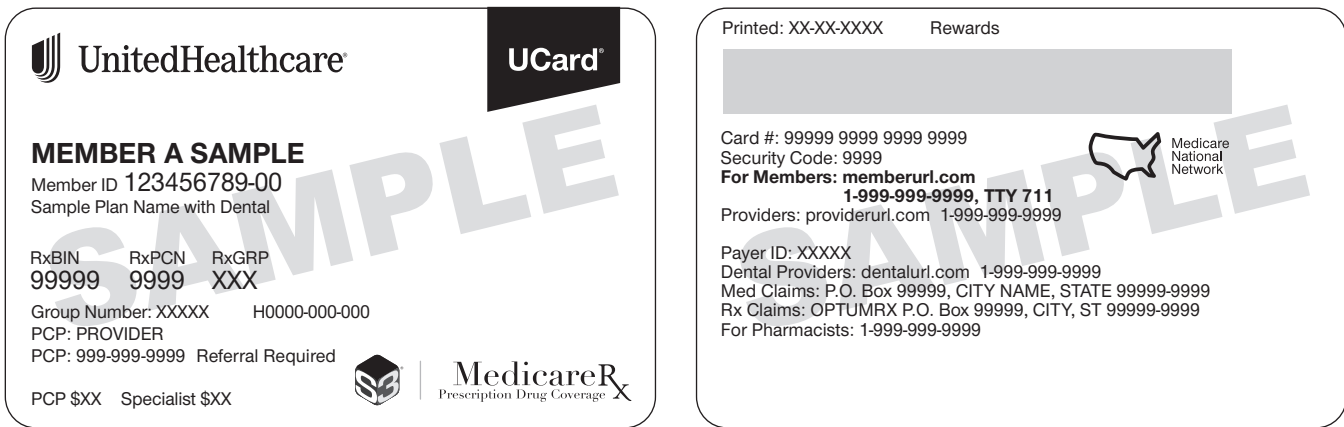 UnitedHealthcare®
UCard®
MEMBER A SAMPLE
Member ID 123456789-00
Sample Plan Name with Dental
RxBIN RxPCN RxGRP
99999 9999 XXX
Group Number: XXXXX H0000-000-000
PCP: PROVIDER
PCP: 999-999-9999 Referral Required
PCP $XX Specialist $XX
S3
MedicareRx
Prescription Drug Coverage
SAMPLE
Printed: XX-XX-XXXX Rewards
Card #: 99999 9999 9999 9999
Security Code: 9999
For Members: memberurl.com
1-999-999-9999, TTY 711
Providers: providerurl.com 1-999-999-9999
Medicare
National
Network
Payer ID: XXXXX
Dental Providers: dentalurl.com 1-999-999-9999
Med Claims: P.O. Box 99999, CITY NAME, STATE 99999-9999
Rx Claims: OPTUMRX P.O. Box 99999, CITY, ST 99999-9999
For Pharmacists: 1-999-999-9999
SAMPLE